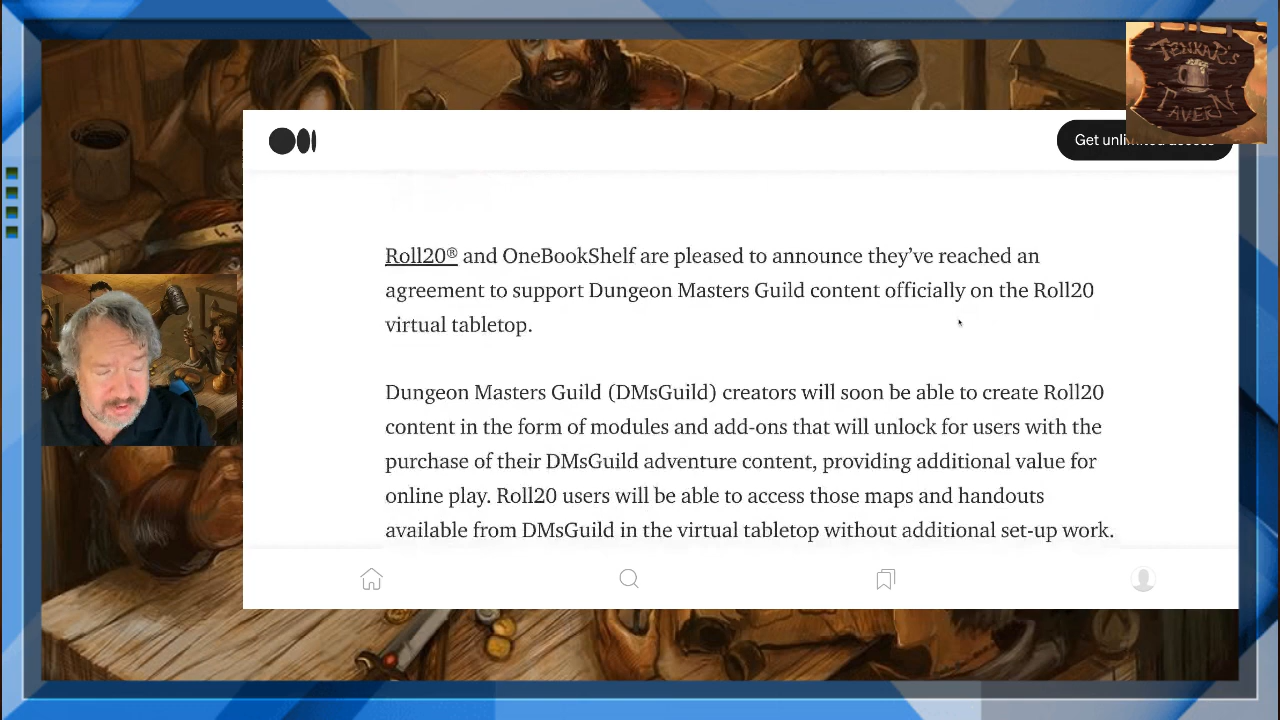 TENKAR'S
TAVERN
Get unlimited access
Roll20® and OneBookShelf are pleased to announce they've reached an
agreement to support Dungeon Masters Guild content officially on the Roll20
virtual tabletop.
Dungeon Masters Guild (DMsGuild) creators will soon be able to create Roll20
content in the form of modules and add-ons that will unlock for users with the
purchase of their DMsGuild adventure content, providing additional value for
online play. Roll20 users will be able to access those maps and handouts
available from DMsGuild in the virtual tabletop without additional set-up work.